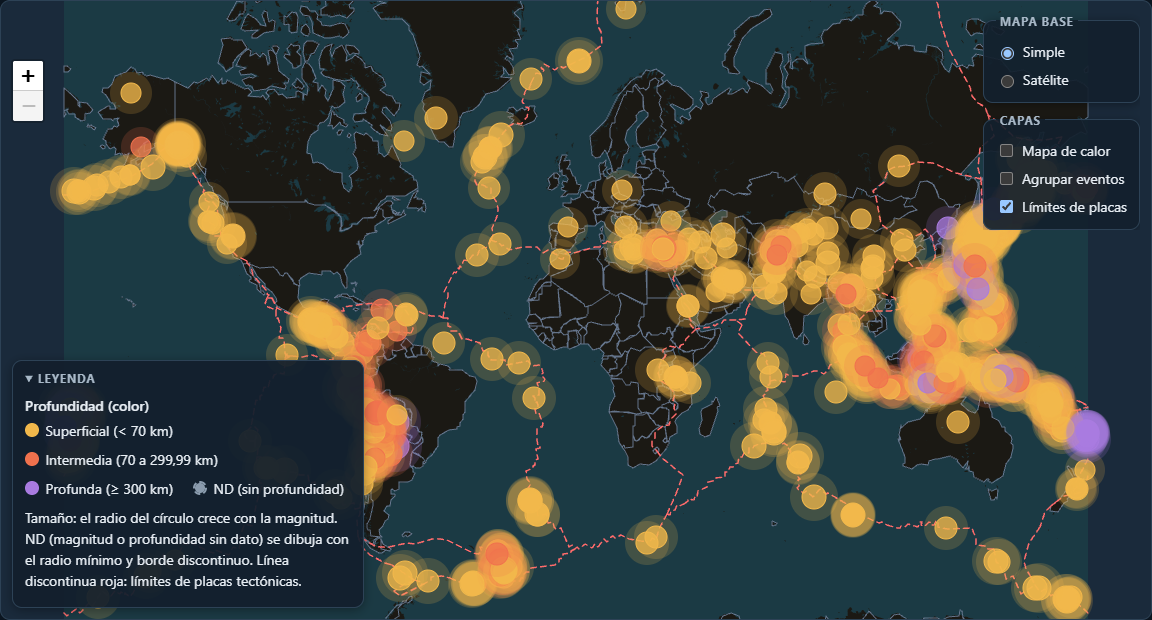 +
−
MAPA BASE
Simple
Satélite
CAPAS
Mapa de calor
Agrupar eventos
Límites de placas
▼ LEYENDA
Profundidad (color)
Superficial (< 70 km)
Intermedia (70 a 299,99 km)
Profunda (≥ 300 km) ND (sin profundidad)
Tamaño: el radio del círculo crece con la magnitud.
ND (magnitud o profundidad sin dato) se dibuja con
el radio mínimo y borde discontinuo. Línea
discontinua roja: límites de placas tectónicas.